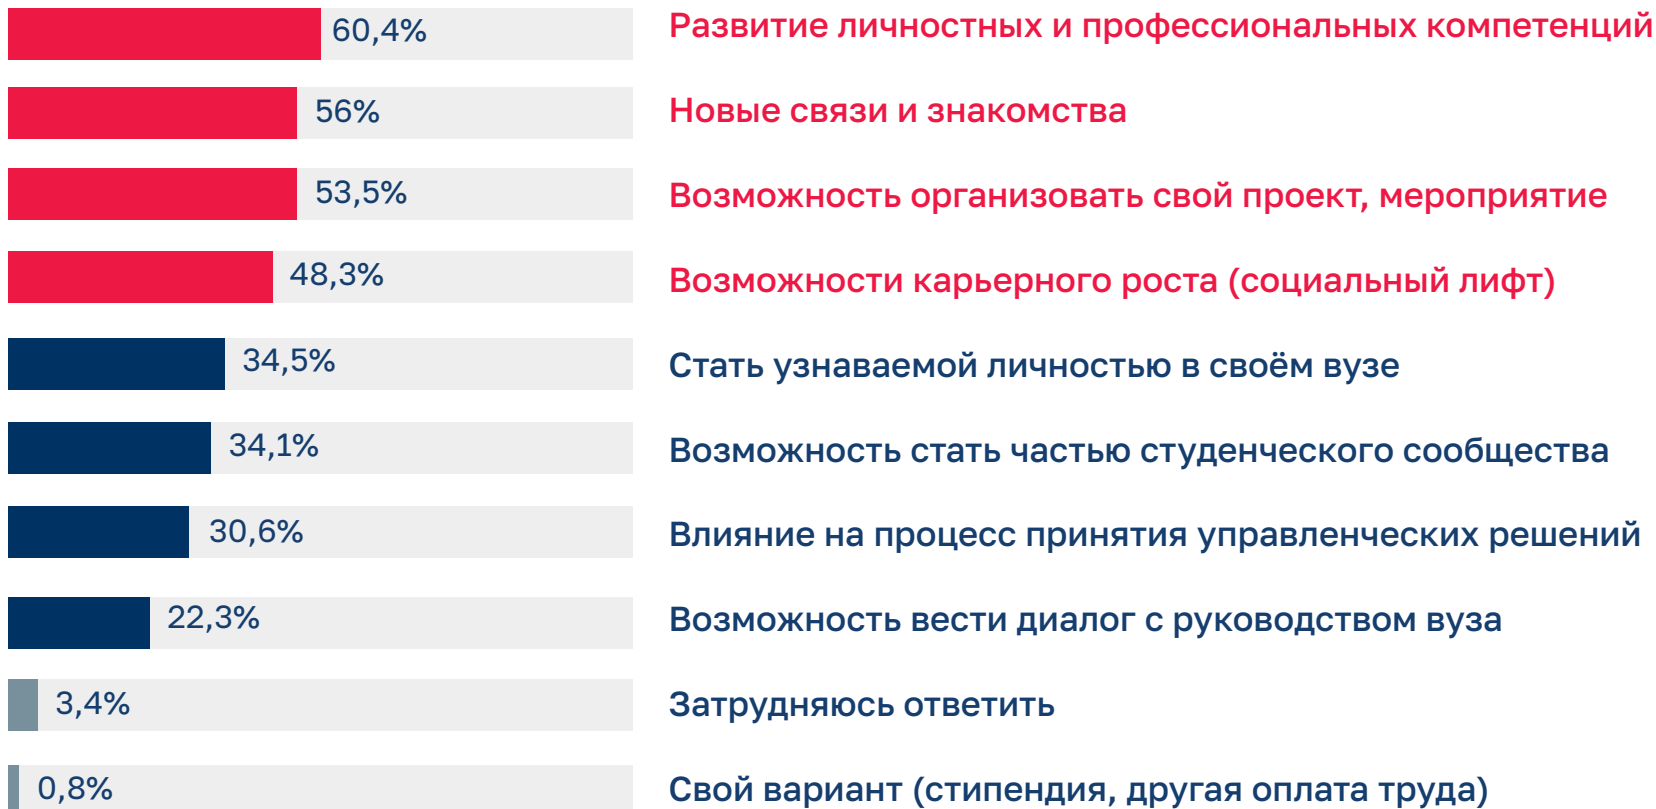 60,4% Развитие личностных и профессиональных компетенций
56% Новые связи и знакомства
53,5% Возможность организовать свой проект, мероприятие
48,3% Возможности карьерного роста (социальный лифт)
34,5% Стать узнаваемой личностью в своём вузе
34,1% Возможность стать частью студенческого сообщества
30,6% Влияние на процесс принятия управленческих решений
22,3% Возможность вести диалог с руководством вуза
3,4% Затрудняюсь ответить
0,8% Свой вариант (стипендия, другая оплата труда)